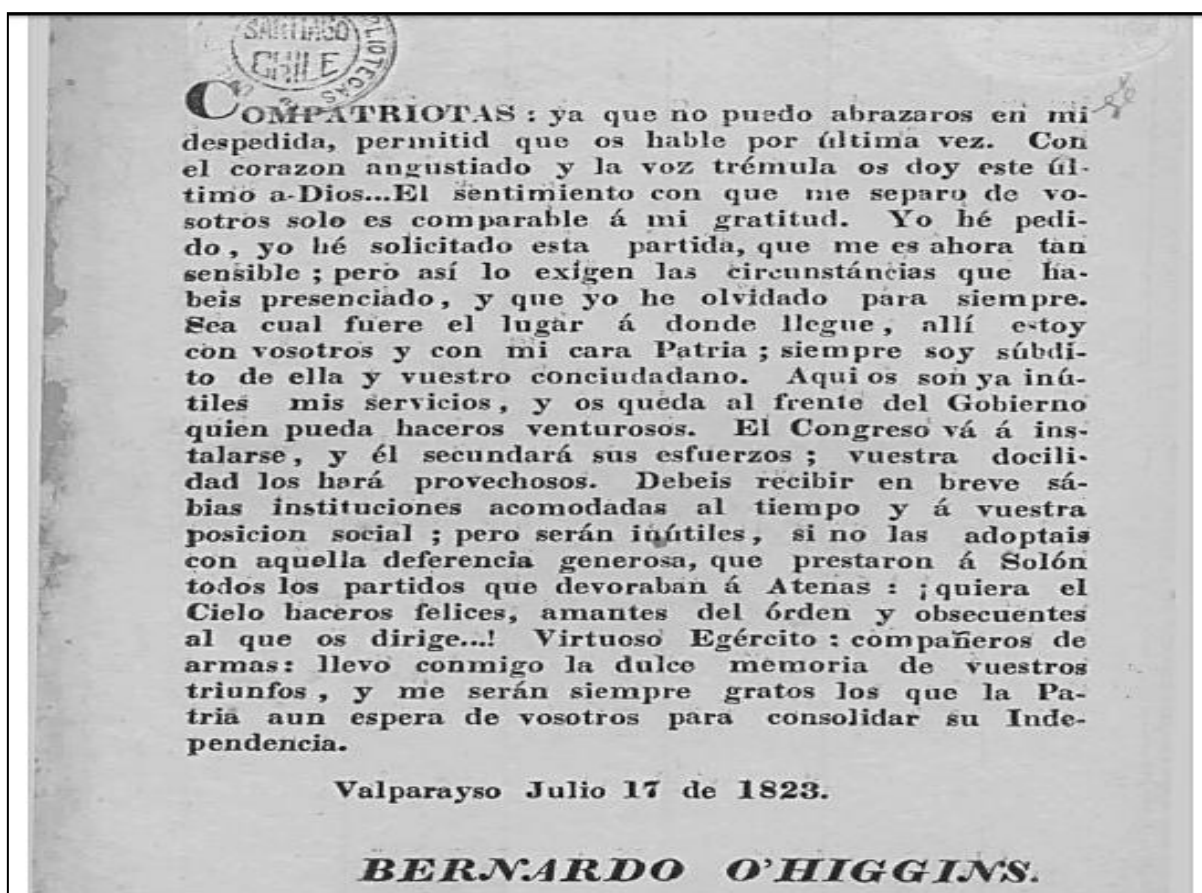 SANTIAGO
CHILE
BLIOTECAS
COMPATRIOTAS : ya que no puedo abrazaros en mi
despedida, permitid que os hable por última vez. Con
el corazon angustiado y la voz trémula os doy este úl-
timo a-Dios...El sentimiento con que me separo de vo-
sotros solo es comparable á mi gratitud. Yo hé pedi-
do, yo hé solicitado esta partida, que me es ahora tan
sensible ; pero así lo exigen las circunstáncias que ha-
beis presenciado, y que yo he olvidado para siempre.
Sea cual fuere el lugar á donde llegue, allí estoy
con vosotros y con mi cara Patria ; siempre soy súbdi-
to de ella y vuestro conciudadano. Aqui os son ya inú-
tiles mis servicios, y os queda al frente del Gobierno
quien pueda haceros venturosos. El Congreso vá á ins-
talarse, y él secundará sus esfuerzos ; vuestra docili-
dad los hará provechosos. Debeis recibir en breve sá-
bias instituciones acomodadas al tiempo y á vuestra
posicion social ; pero serán inútiles, si no las adoptais
con aquella deferencia generosa, que prestaron á Solón
todos los partidos que devoraban á Atenas : ¡quiera el
Cielo haceros felices, amantes del órden y obsecuentes
al que os dirige...! Virtuoso Egército : compañeros de
armas: llevo conmigo la dulce memoria de vuestros
triunfos, y me serán siempre gratos los que la Pa-
tria aun espera de vosotros para consolidar su Inde-
pendencia.
Valparayso Julio 17 de 1823.
BERNARDO O'HIGGINS.